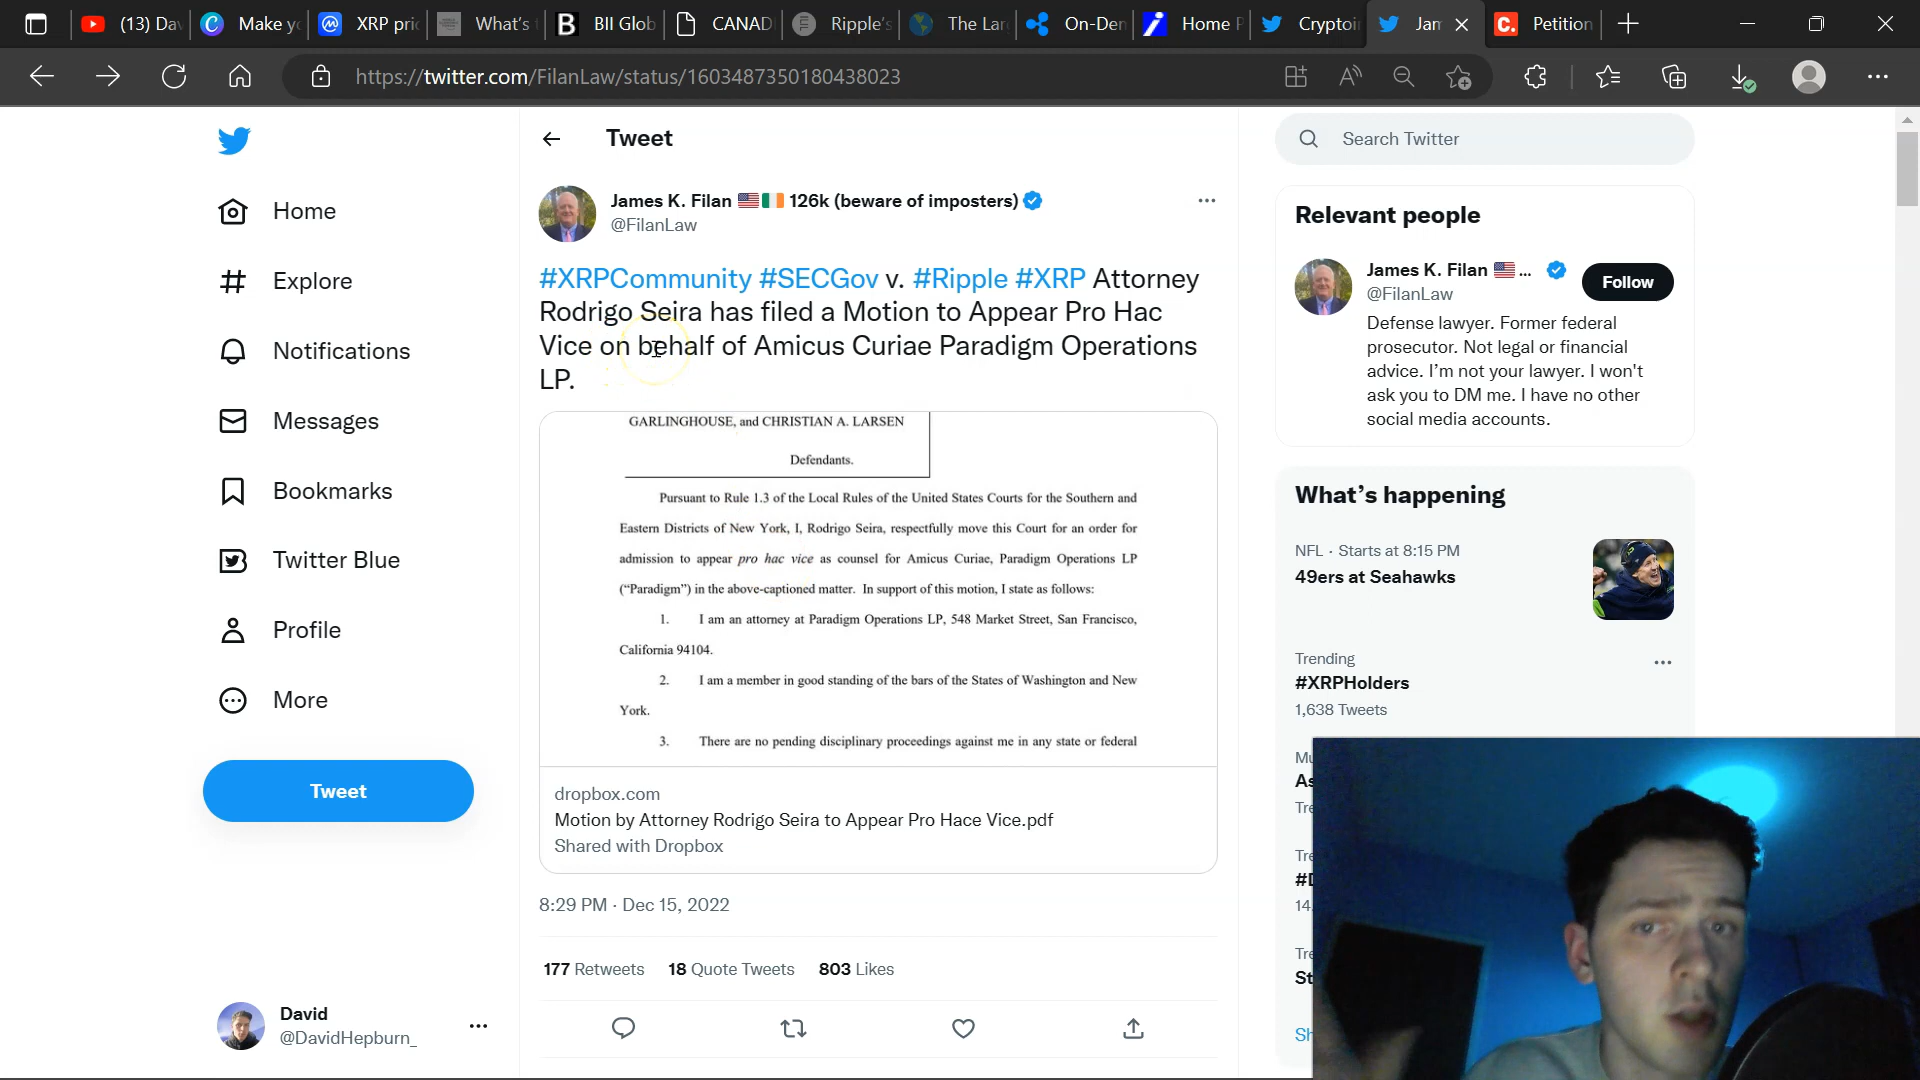 (13) Da
Make y
XRP pri
What's
BII Glob
CANAD
Ripple's
The Lar
On-Den
Home P
Cryptoi
Jam
Petition
https://twitter.com/FilanLaw/status/1603487350180438023
Home
Explore
Notifications
Messages
Bookmarks
Twitter Blue
Profile
More
Tweet
David
@DavidHepburn_
Tweet
James K. Filan 🇺🇸🇮🇪 126k (beware of imposters)
@FilanLaw
#XRPCommunity #SECGov v. #Ripple #XRP Attorney
Rodrigo Seira has filed a Motion to Appear Pro Hac
Vice on behalf of Amicus Curiae Paradigm Operations
LP.
GARLINGHOUSE, and CHRISTIAN A. LARSEN
Defendants.
Pursuant to Rule 1.3 of the Local Rules of the United States Courts for the Southern and
Eastern Districts of New York, I, Rodrigo Seira, respectfully move this Court for an order for
admission to appear pro hac vice as counsel for Amicus Curiae, Paradigm Operations LP
("Paradigm") in the above-captioned matter. In support of this motion, I state as follows:
1. I am an attorney at Paradigm Operations LP, 548 Market Street, San Francisco,
California 94104.
2. I am a member in good standing of the bars of the States of Washington and New
York.
3. There are no pending disciplinary proceedings against me in any state or federal
dropbox.com
Motion by Attorney Rodrigo Seira to Appear Pro Hace Vice.pdf
Shared with Dropbox
8:29 PM · Dec 15, 2022
177 Retweets 18 Quote Tweets 803 Likes
Search Twitter
Relevant people
James K. Filan 🇺🇸 ...
@FilanLaw
Follow
Defense lawyer. Former federal
prosecutor. Not legal or financial
advice. I'm not your lawyer. I won't
ask you to DM me. I have no other
social media accounts.
What's happening
NFL · Starts at 8:15 PM
49ers at Seahawks
Trending
#XRPHolders
1,638 Tweets
Mu
As
Tre
Tre
#D
14
Tre
St
Sh